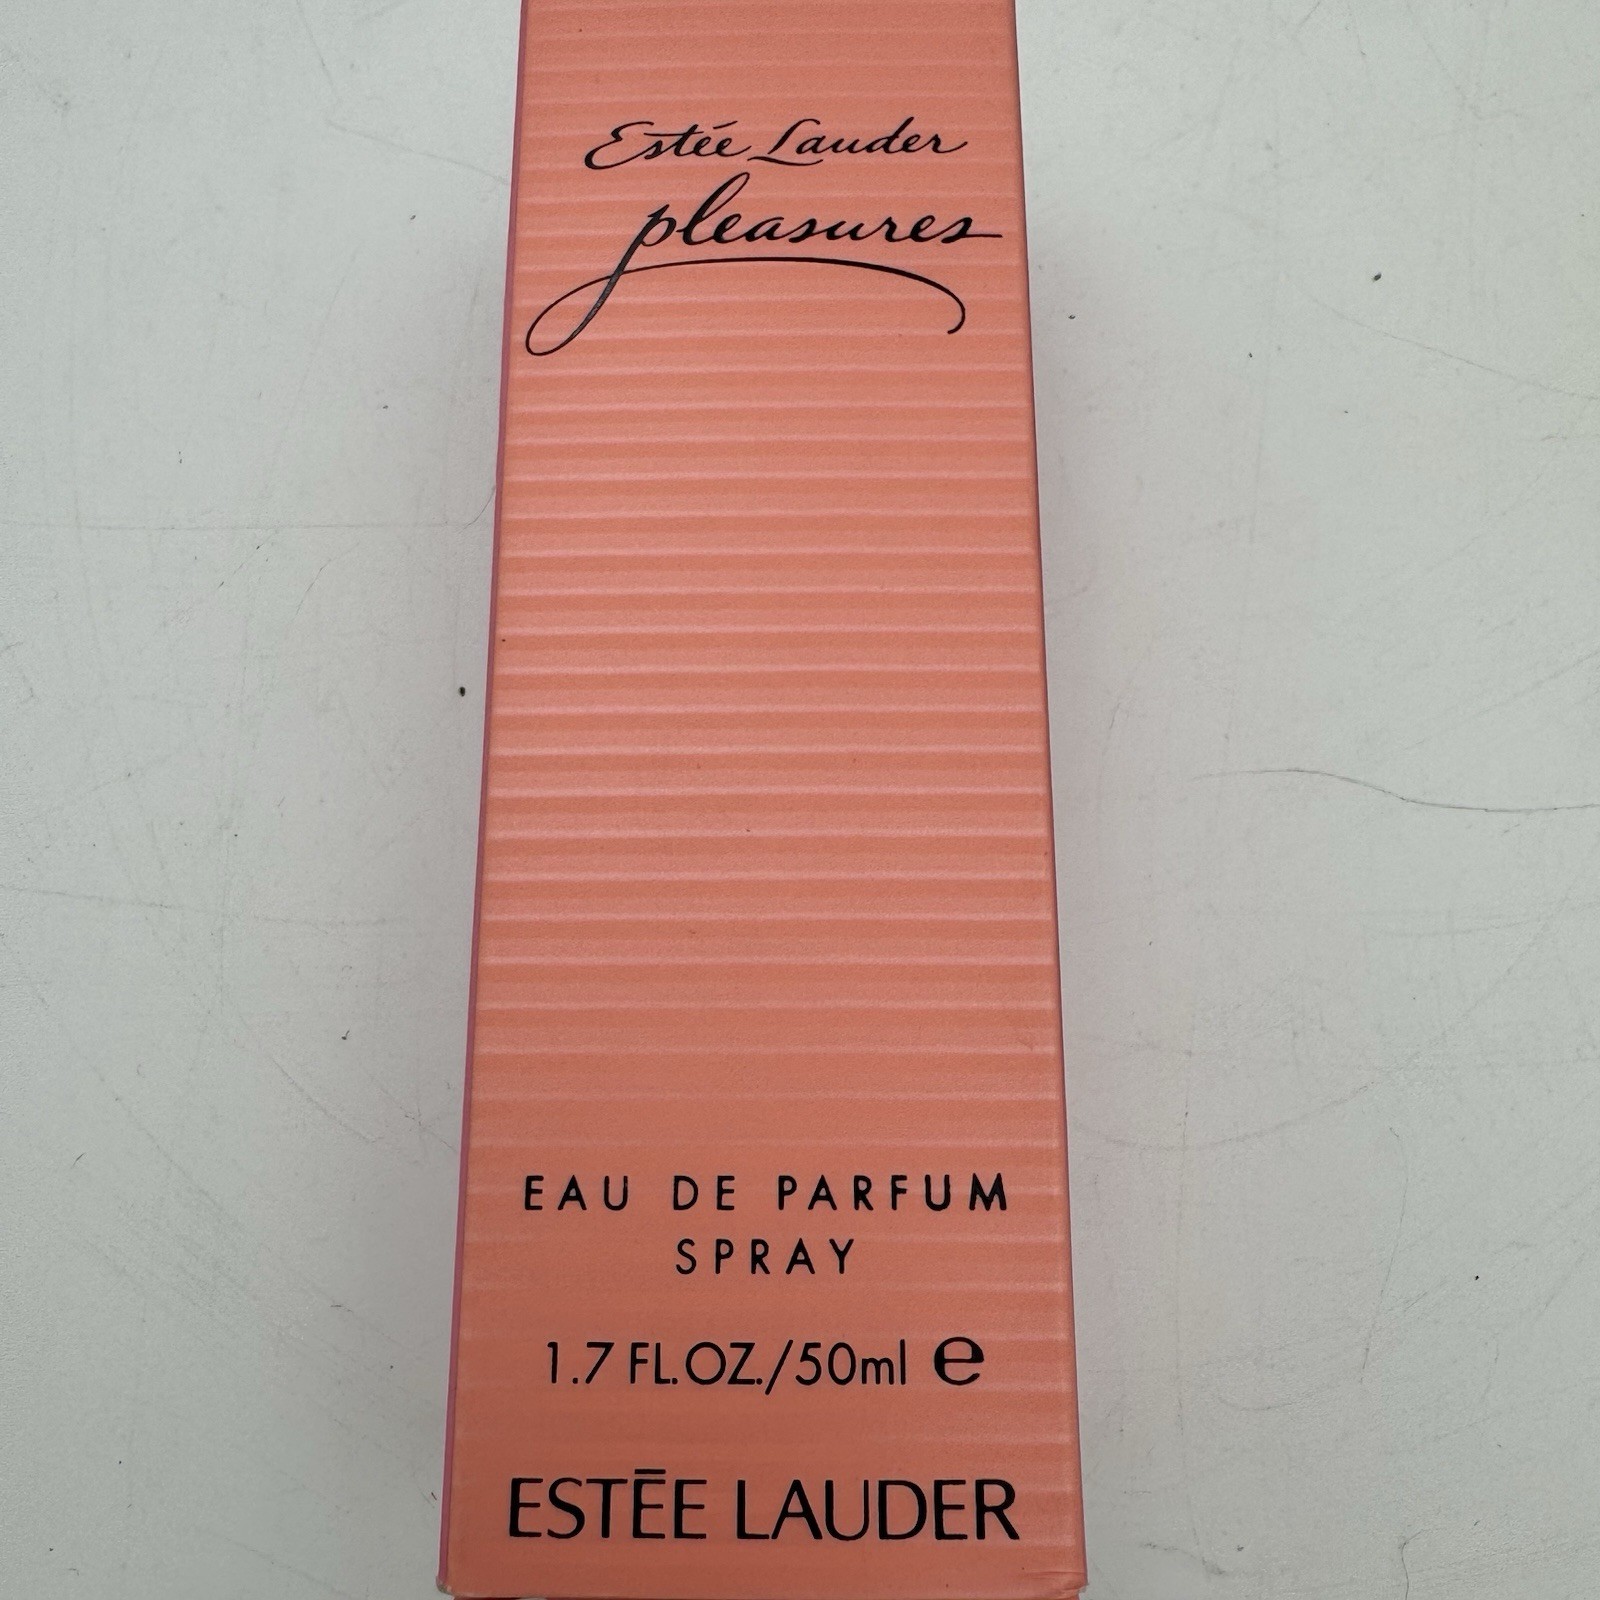 Estée Lauder
pleasures
EAU DE PARFUM
SPRAY
1.7 FL.OZ./50ml ℮
ESTĒE LAUDER